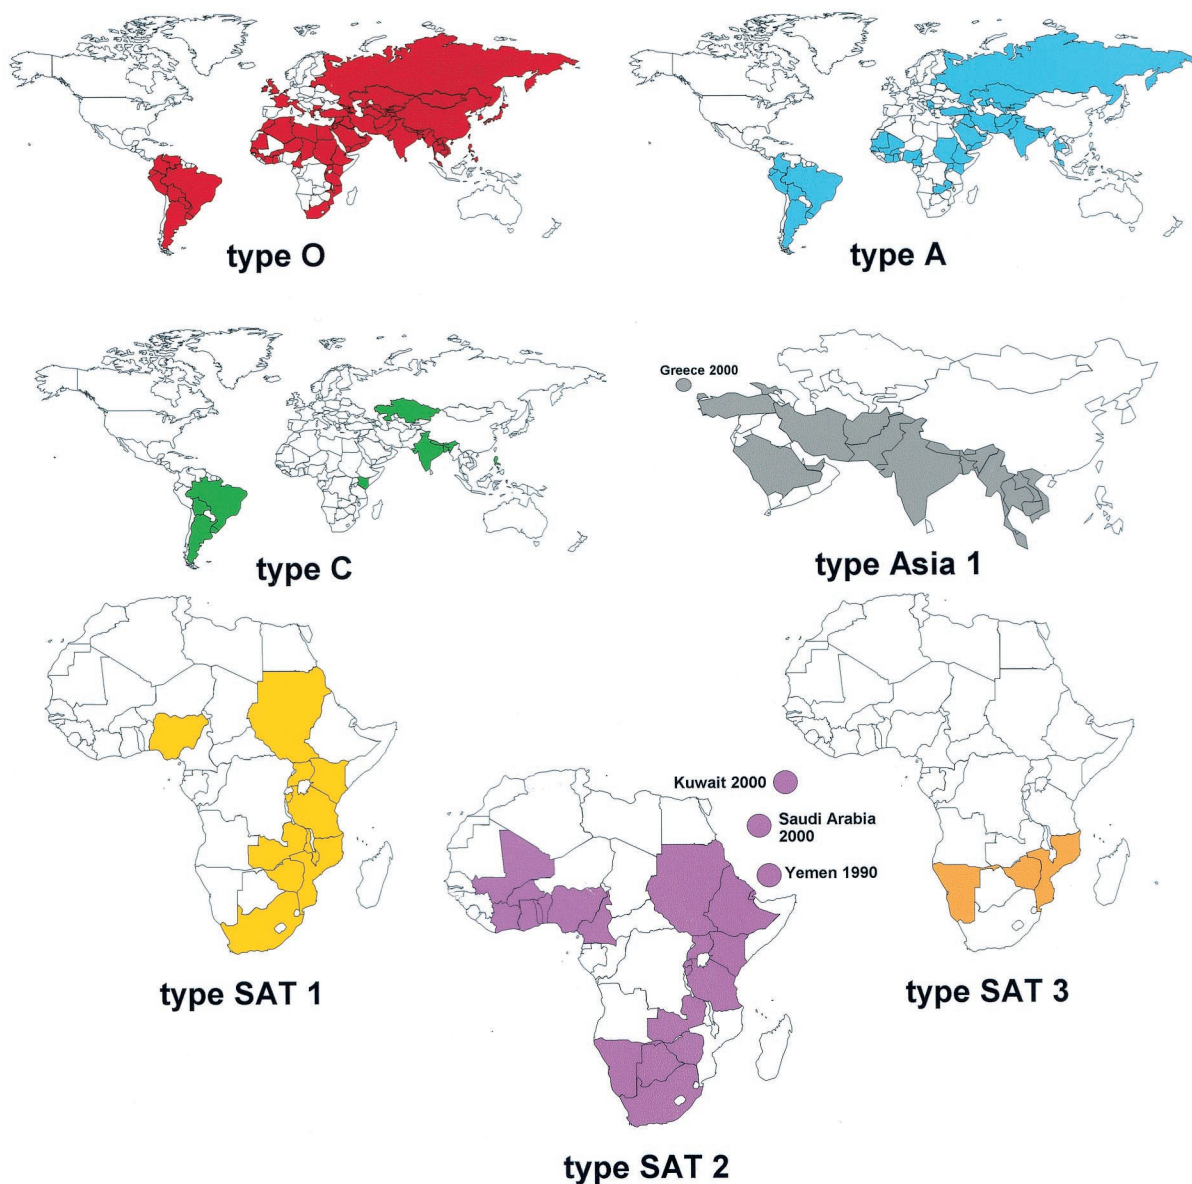 type O
type A
Greece 2000
type C
type Asia 1
Kuwait 2000
Saudi Arabia
2000
Yemen 1990
type SAT 1
type SAT 3
type SAT 2